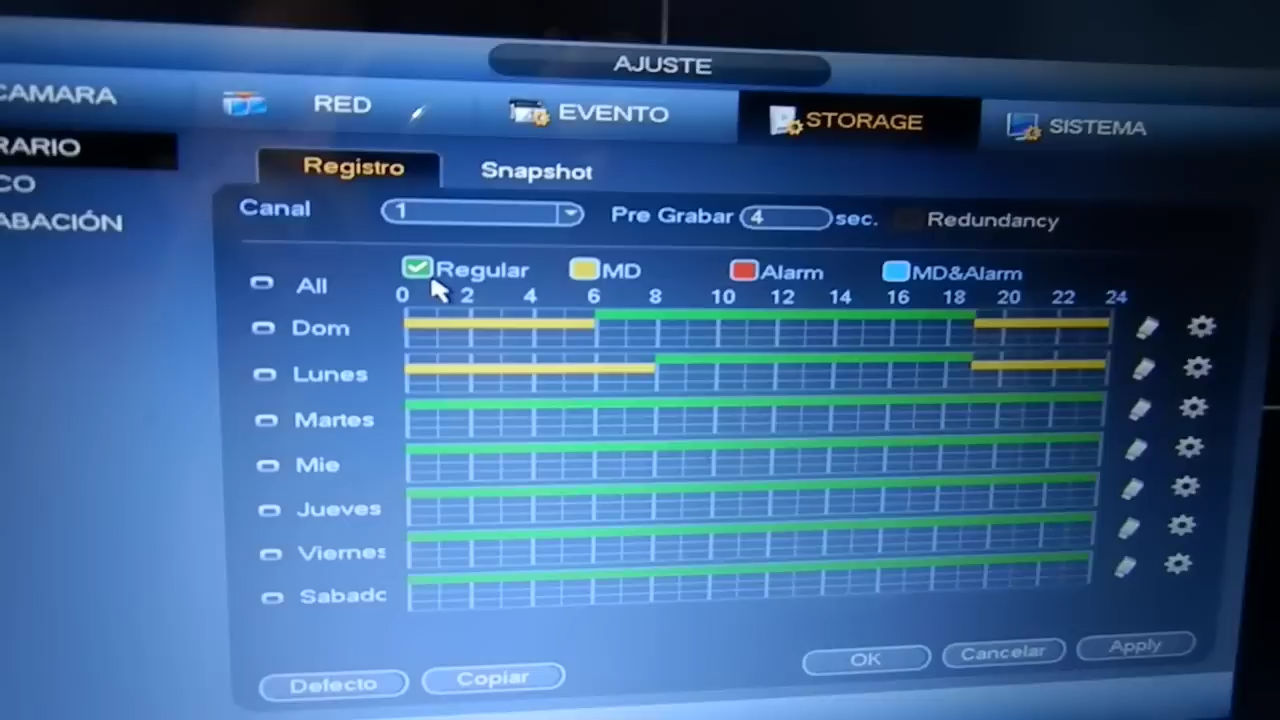 AJUSTE
CAMARA RED EVENTO STORAGE SISTEMA
RARIO
CO
ABACIÓN
Registro Snapshot
Canal 1 Pre Grabar 4 sec. Redundancy
All Regular MD Alarm MD&Alarm
0 2 4 6 8 10 12 14 16 18 20 22 24
Dom
Lunes
Martes
Mie
Jueves
Viernes
Sabado
Defecto Copiar OK Cancelar Apply